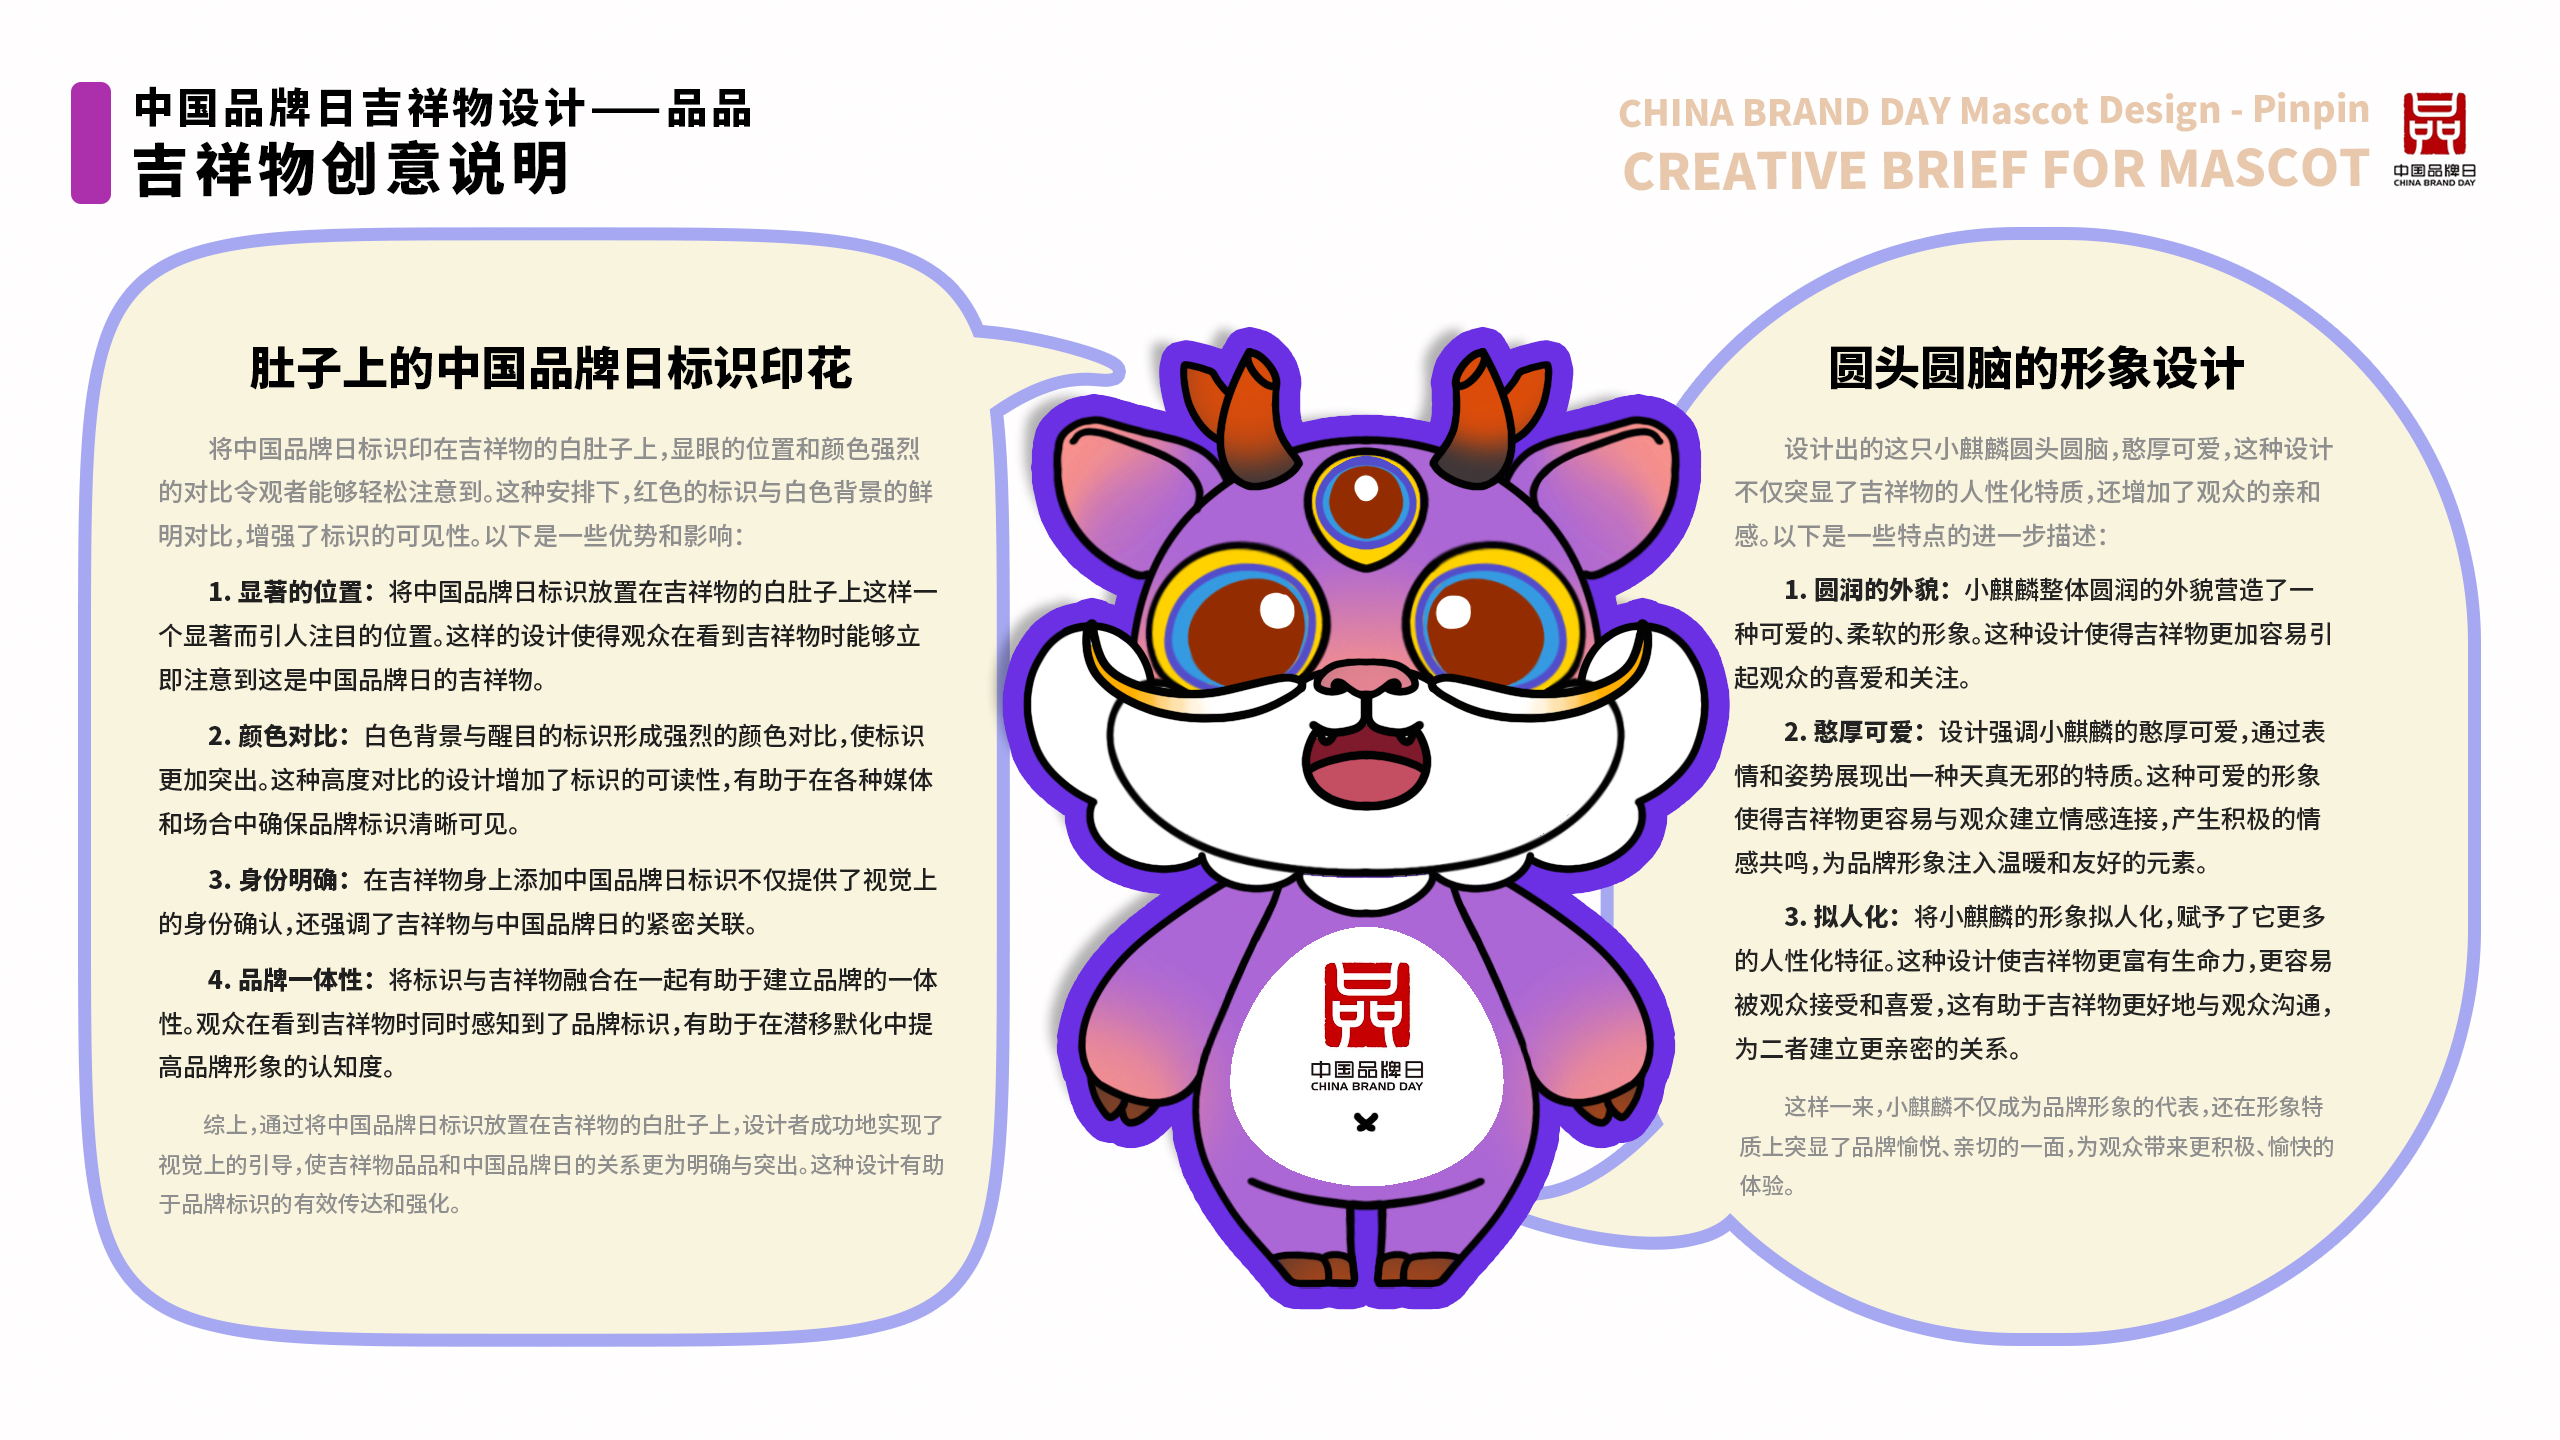 中国品牌日吉祥物设计——品品
吉祥物创意说明
CHINA BRAND DAY Mascot Design - Pinpin
CREATIVE BRIEF FOR MASCOT
中国品牌日
CHINA BRAND DAY
肚子上的中国品牌日标识印花
将中国品牌日标识印在吉祥物的白肚子上,显眼的位置和颜色强烈
的对比令观者能够轻松注意到。这种安排下,红色的标识与白色背景的鲜
明对比,增强了标识的可见性。以下是一些优势和影响:
1. 显著的位置：将中国品牌日标识放置在吉祥物的白肚子上这样一
个显著而引人注目的位置。这样的设计使得观众在看到吉祥物时能够立
即注意到这是中国品牌日的吉祥物。
2. 颜色对比：白色背景与醒目的标识形成强烈的颜色对比,使标识
更加突出。这种高度对比的设计增加了标识的可读性,有助于在各种媒体
和场合中确保品牌标识清晰可见。
3. 身份明确：在吉祥物身上添加中国品牌日标识不仅提供了视觉上
的身份确认,还强调了吉祥物与中国品牌日的紧密关联。
4. 品牌一体性：将标识与吉祥物融合在一起有助于建立品牌的一体
性。观众在看到吉祥物时同时感知到了品牌标识,有助于在潜移默化中提
高品牌形象的认知度。
综上,通过将中国品牌日标识放置在吉祥物的白肚子上,设计者成功地实现了
视觉上的引导,使吉祥物品品和中国品牌日的关系更为明确与突出。这种设计有助
于品牌标识的有效传达和强化。
品
中国品牌日
CHINA BRAND DAY
圆头圆脑的形象设计
设计出的这只小麒麟圆头圆脑,憨厚可爱,这种设计
不仅突显了吉祥物的人性化特质,还增加了观众的亲和
感。以下是一些特点的进一步描述:
1. 圆润的外貌：小麒麟整体圆润的外貌营造了一
种可爱的、柔软的形象。这种设计使得吉祥物更加容易引
起观众的喜爱和关注。
2. 憨厚可爱：设计强调小麒麟的憨厚可爱,通过表
情和姿势展现出一种天真无邪的特质。这种可爱的形象
使得吉祥物更容易与观众建立情感连接,产生积极的情
感共鸣,为品牌形象注入温暖和友好的元素。
3. 拟人化：将小麒麟的形象拟人化,赋予了它更多
的人性化特征。这种设计使吉祥物更富有生命力,更容易
被观众接受和喜爱,这有助于吉祥物更好地与观众沟通,
为二者建立更亲密的关系。
这样一来,小麒麟不仅成为品牌形象的代表,还在形象特
质上突显了品牌愉悦、亲切的一面,为观众带来更积极、愉快的
体验。